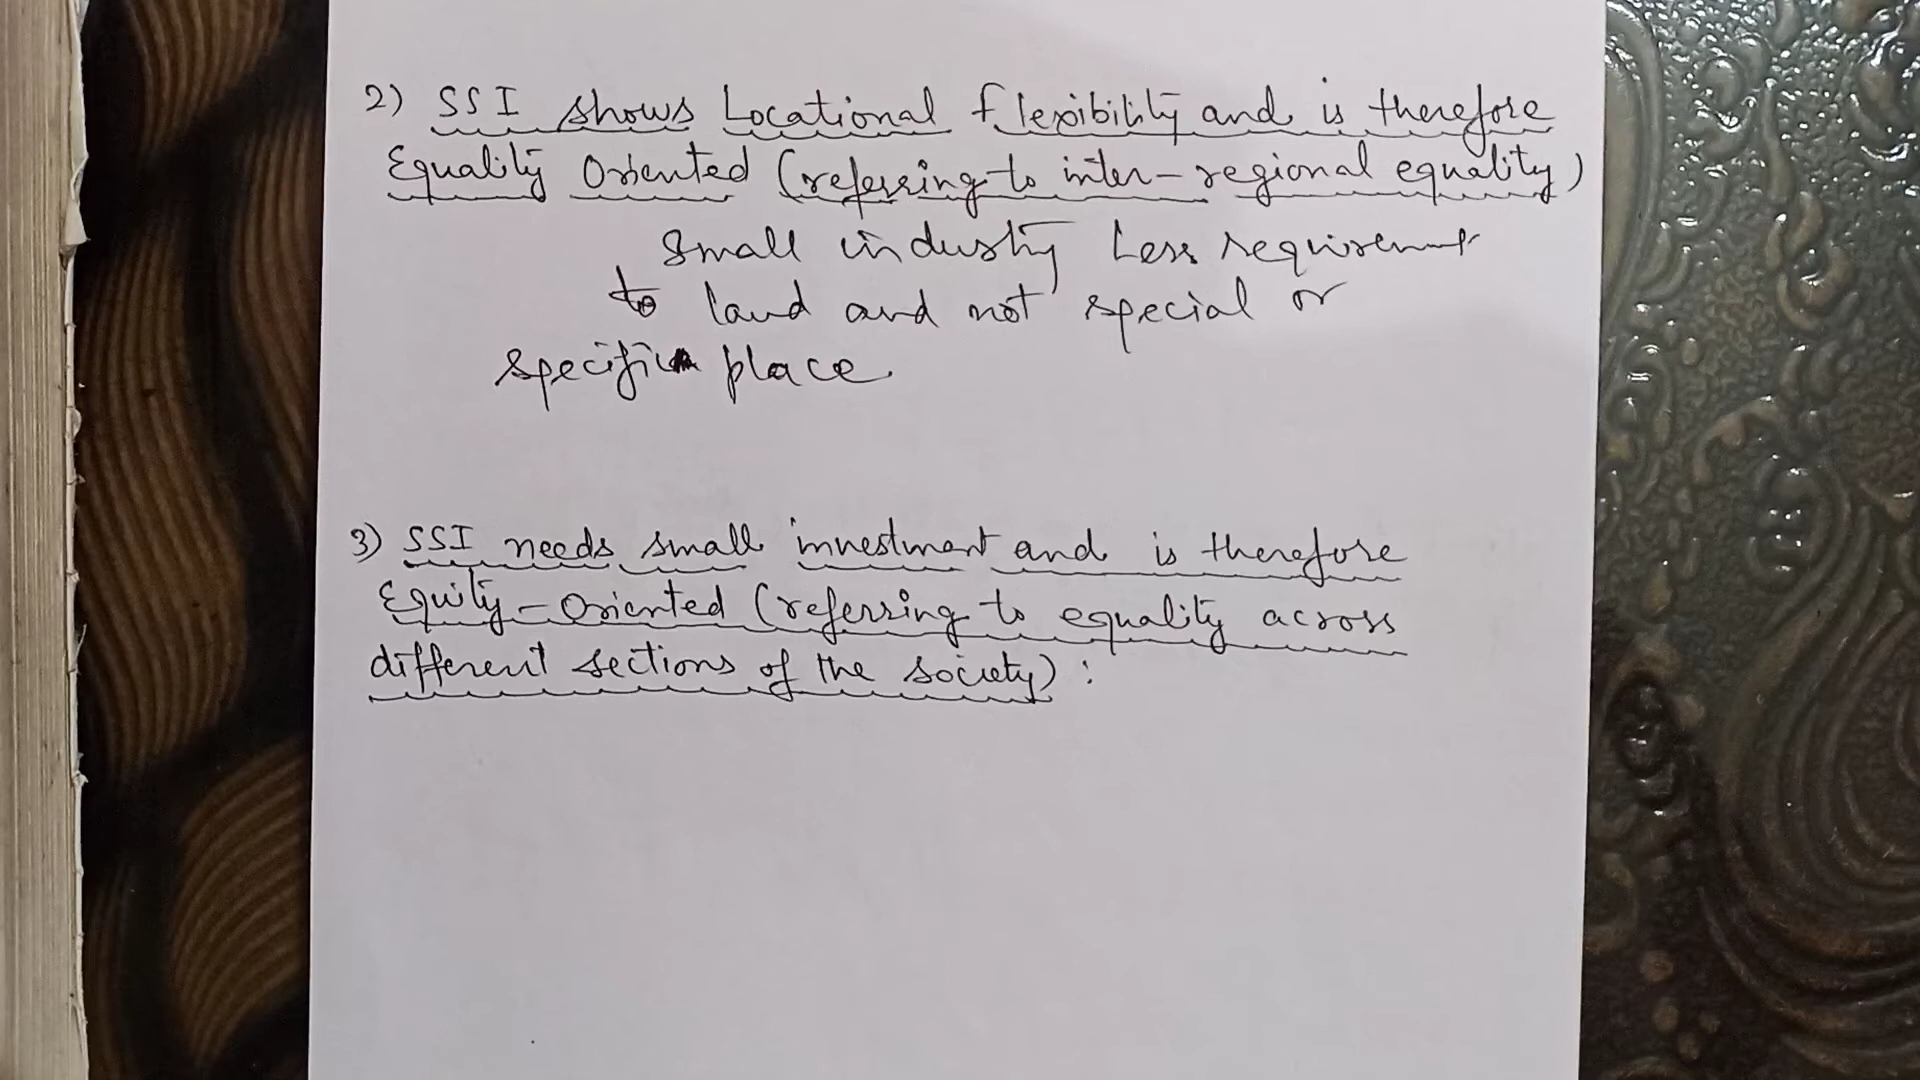 2) SSI shows Locational flexibility and is therefore
Equality Oriented (referring to inter-regional equality)
Small industry Less requirement
to land and not special or
specific place
3) SSI needs small investment and is therefore
Equity-Oriented (referring to equality across
different sections of the society):